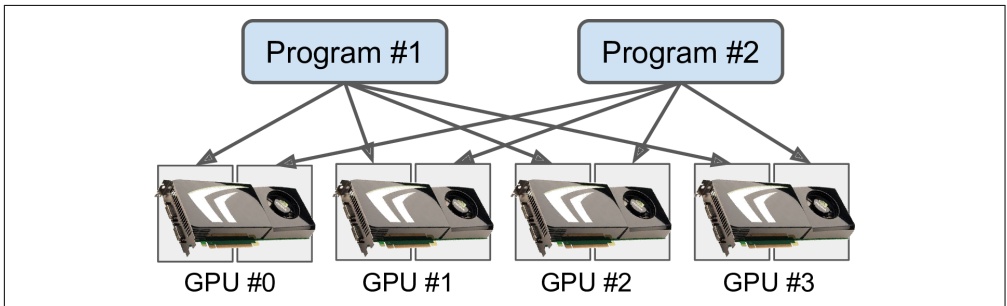 Program #1
Program #2
GPU #0
GPU #1
GPU #2
GPU #3